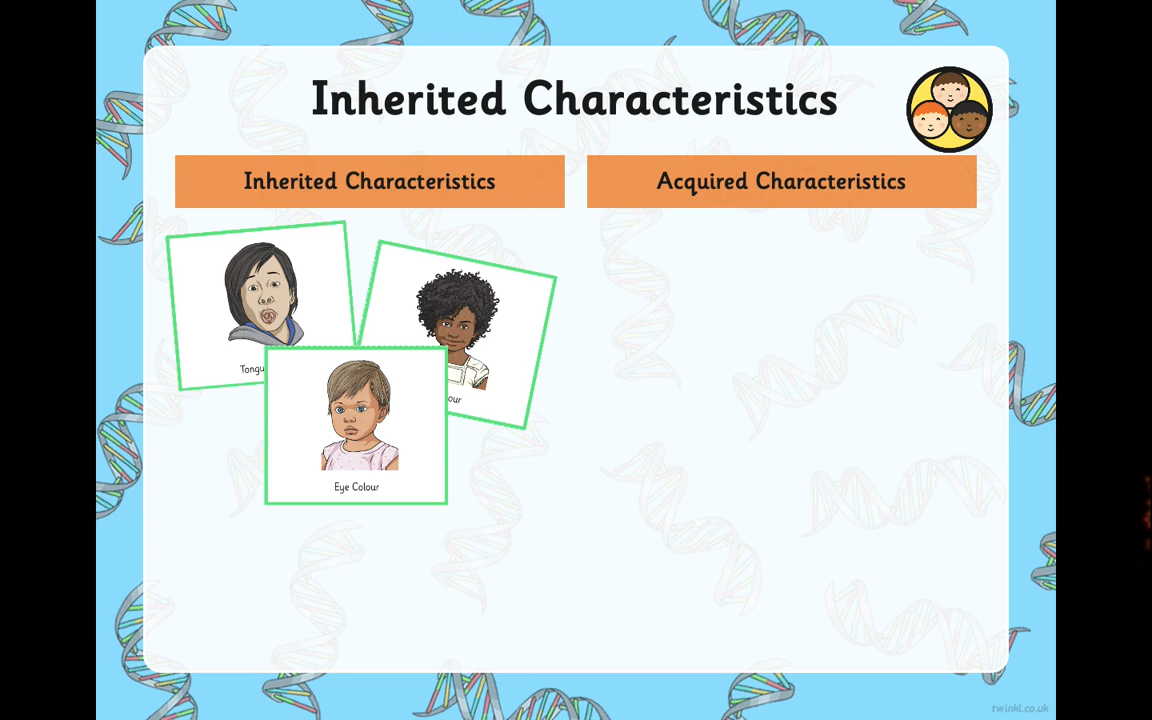 Inherited Characteristics
Inherited Characteristics
Acquired Characteristics
Eye Colour
twinkl.co.uk